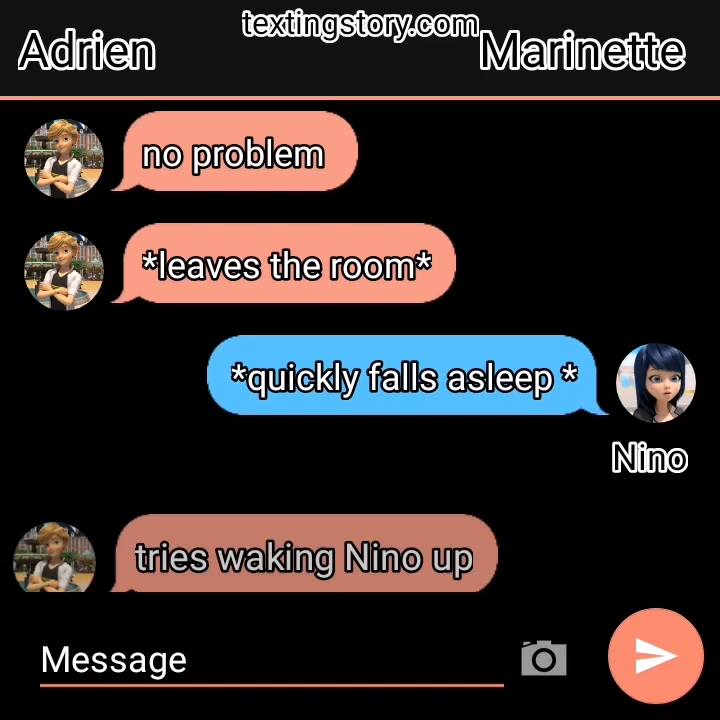 textingstory.com
Adrien
Marinette
no problem
*leaves the room*
*quickly falls asleep *
Nino
tries waking Nino up
Message